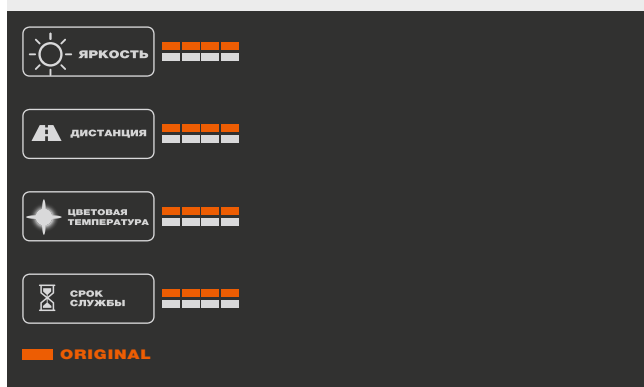 ЯРКОСТЬ
ДИСТАНЦИЯ
ЦВЕТОВАЯ
ТЕМПЕРАТУРА
СРОК
СЛУЖБЫ
ORIGINAL